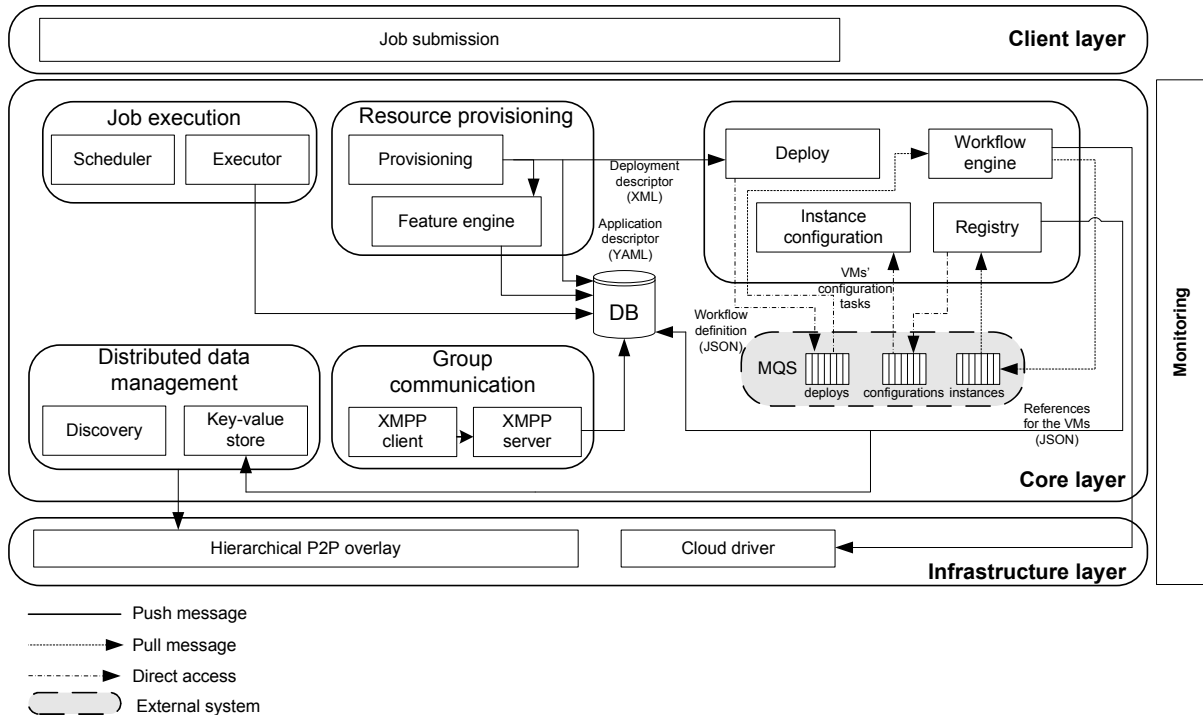 Job submission
Client layer
Job execution
Scheduler
Executor
Resource provisioning
Provisioning
Feature engine
Deployment
descriptor
(XML)
Application
descriptor
(YAML)
Deploy
Workflow
engine
Instance
configuration
Registry
VMs'
configuration
tasks
DB
Workflow
definition
(JSON)
MQS
deploys
configurations
instances
References
for the VMs
(JSON)
Distributed data
management
Discovery
Key-value
store
Group
communication
XMPP
client
XMPP
server
Core layer
Monitoring
Hierarchical P2P overlay
Cloud driver
Infrastructure layer
Push message
Pull message
Direct access
External system